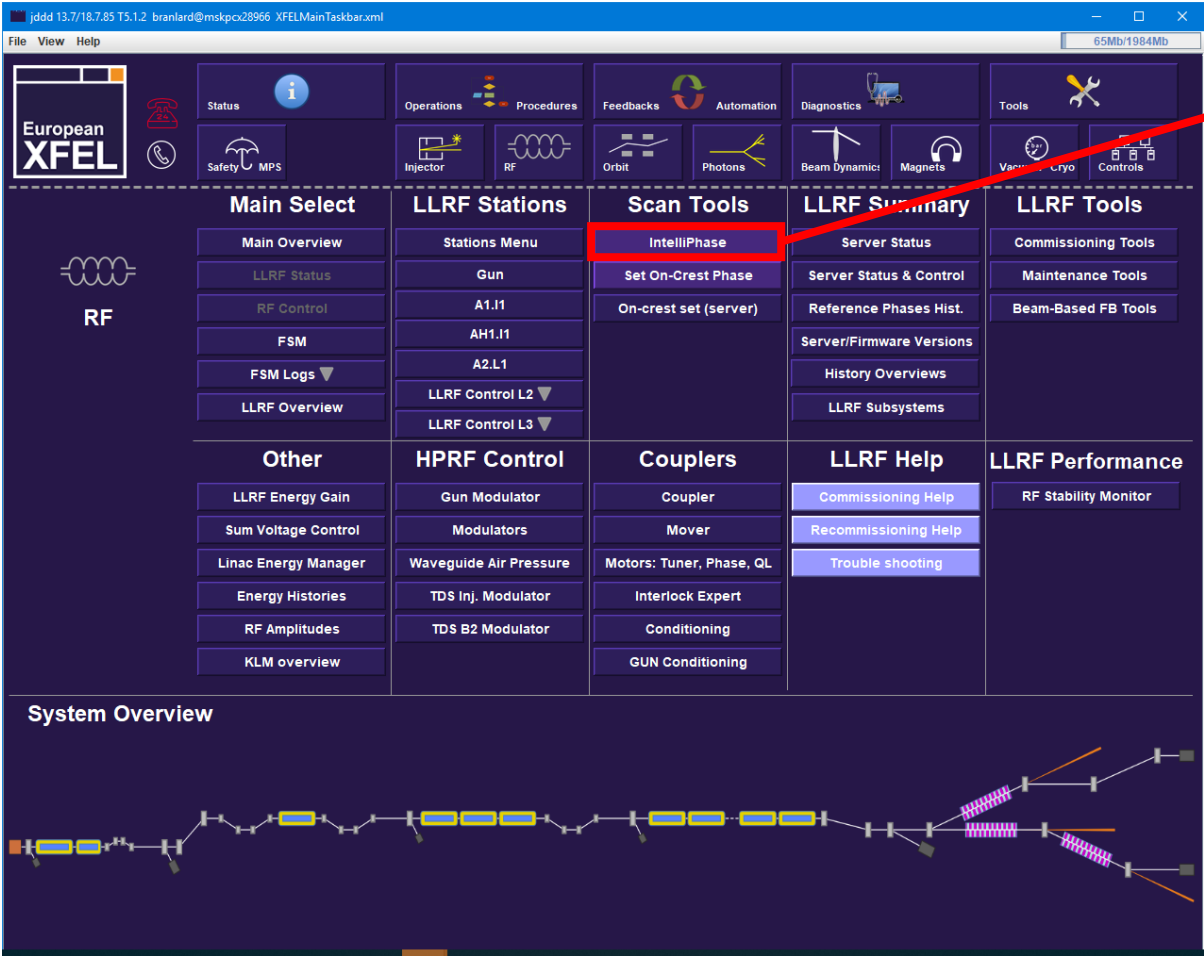 jddd 13.7/18.7.85 T5.1.2 branlard@mskpcx28966 XFELMainTaskbar.xml
File View Help
65Mb/1984Mb
European
XFEL
24
Status
i
Operations Procedures
Feedbacks Automation
Diagnostics
Tools
Safety MPS
Injector
RF
Orbit
Photons
Beam Dynamics
Magnets
bar
Cryo
Controls
RF
Main Select
Main Overview
LLRF Status
RF Control
FSM
FSM Logs
LLRF Overview
LLRF Stations
Stations Menu
Gun
A1.I1
AH1.I1
A2.L1
LLRF Control L2
LLRF Control L3
Scan Tools
IntelliPhase
Set On-Crest Phase
On-crest set (server)
LLRF Summary
Server Status
Server Status & Control
Reference Phases Hist.
Server/Firmware Versions
History Overviews
LLRF Subsystems
LLRF Tools
Commissioning Tools
Maintenance Tools
Beam-Based FB Tools
Other
LLRF Energy Gain
Sum Voltage Control
Linac Energy Manager
Energy Histories
RF Amplitudes
KLM overview
HPRF Control
Gun Modulator
Modulators
Waveguide Air Pressure
TDS Inj. Modulator
TDS B2 Modulator
Couplers
Coupler
Mover
Motors: Tuner, Phase, QL
Interlock Expert
Conditioning
GUN Conditioning
LLRF Help
Commissioning Help
Recommissioning Help
Trouble shooting
LLRF Performance
RF Stability Monitor
System Overview